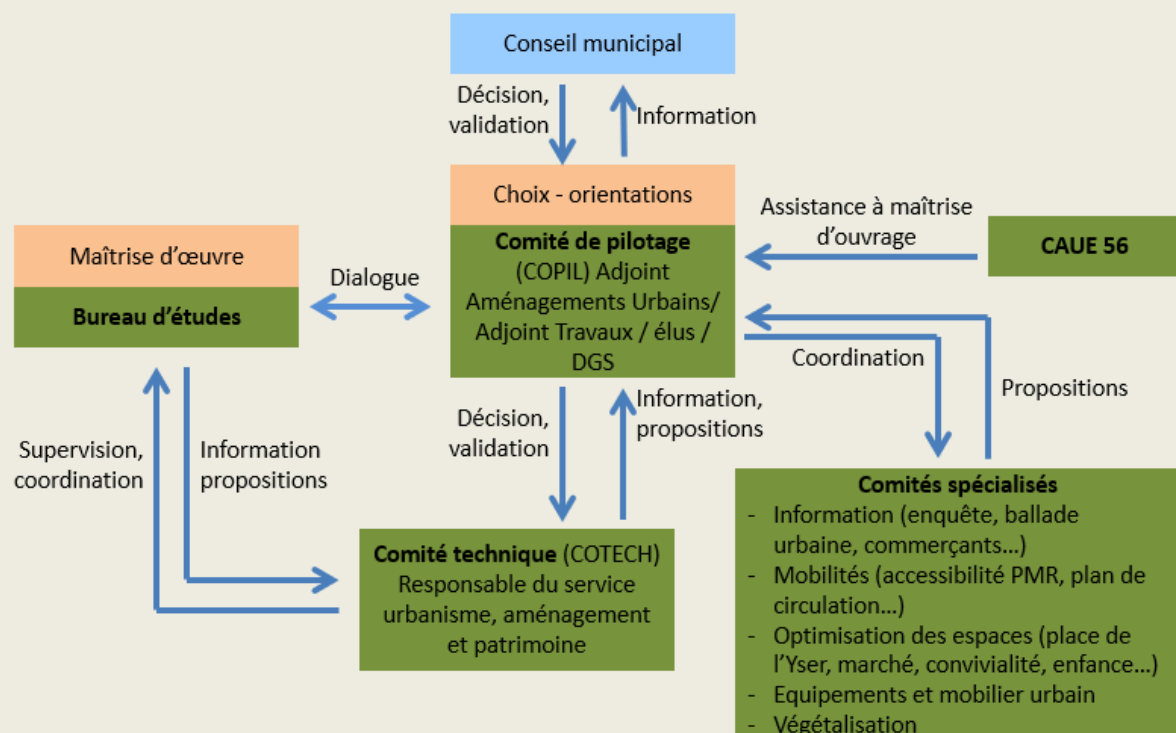 Conseil municipal
Décision,
validation
Information
Choix - orientations
Comité de pilotage
(COPIL) Adjoint
Aménagements Urbains/
Adjoint Travaux / élus /
DGS
Assistance à maîtrise
d'ouvrage
CAUE 56
Maîtrise d'œuvre
Bureau d'études
Dialogue
Coordination
Propositions
Décision,
validation
Information,
propositions
Supervision,
coordination
Information
propositions
Comité technique (COTECH)
Responsable du service
urbanisme, aménagement
et patrimoine
Comités spécialisés
- Information (enquête, ballade
urbaine, commerçants...)
- Mobilités (accessibilité PMR, plan de
circulation...)
- Optimisation des espaces (place de
l'Yser, marché, convivialité, enfance...)
- Equipements et mobilier urbain
- Végétalisation